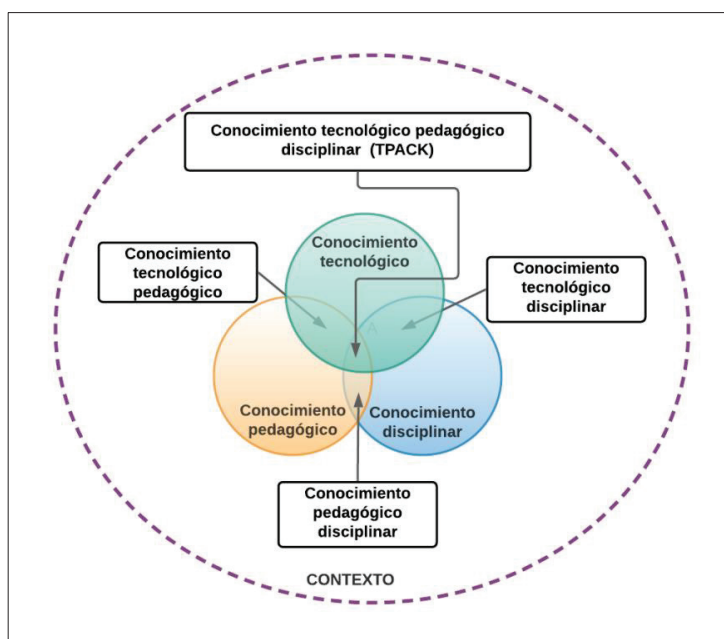 Conocimiento tecnológico pedagógico
disciplinar (TPACK)
Conocimiento
tecnológico
Conocimiento
tecnológico
pedagógico
Conocimiento
tecnológico
disciplinar
A
Conocimiento
pedagógico
Conocimiento
disciplinar
Conocimiento
pedagógico
disciplinar
CONTEXTO